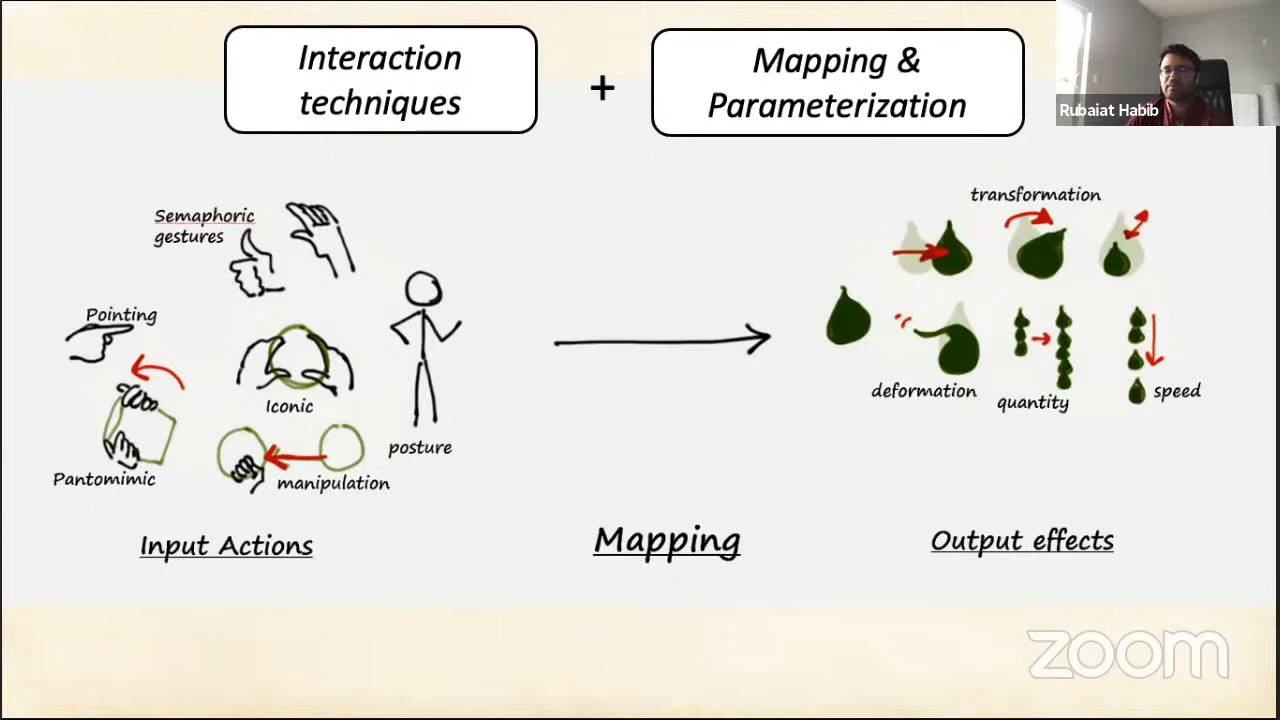 Interaction
techniques
+
Mapping &
Parameterization
Rubaiat Habib
Semaphoric
gestures
Pointing
Iconic
Pantomimic
manipulation
posture
transformation
deformation
quantity
speed
Input Actions
Mapping
Output effects
zoom